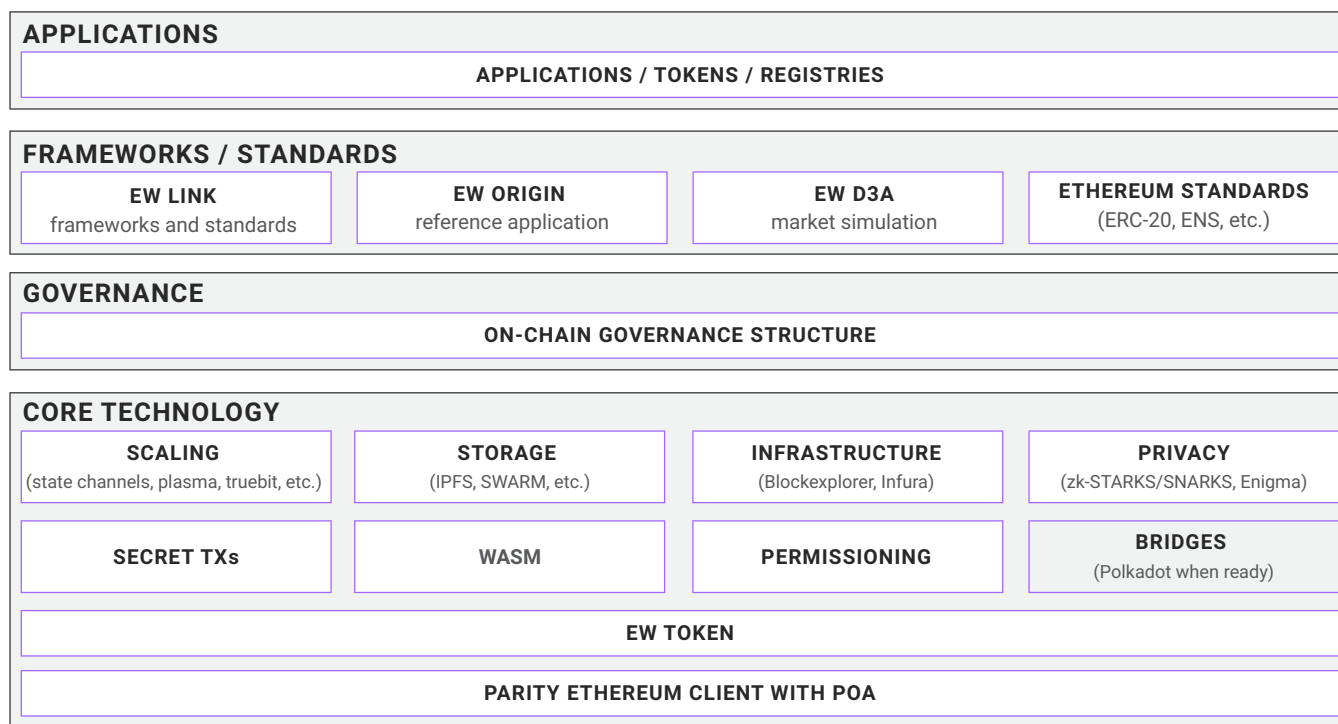 APPLICATIONS
APPLICATIONS / TOKENS / REGISTRIES
FRAMEWORKS / STANDARDS
EW LINK
frameworks and standards
EW ORIGIN
reference application
EW D3A
market simulation
ETHEREUM STANDARDS
(ERC-20, ENS, etc.)
GOVERNANCE
ON-CHAIN GOVERNANCE STRUCTURE
CORE TECHNOLOGY
SCALING
(state channels, plasma, truebit, etc.)
STORAGE
(IPFS, SWARM, etc.)
INFRASTRUCTURE
(Blockexplorer, Infura)
PRIVACY
(zk-STARKS/SNARKS, Enigma)
SECRET TXs
WASM
PERMISSIONING
BRIDGES
(Polkadot when ready)
EW TOKEN
PARITY ETHEREUM CLIENT WITH POA